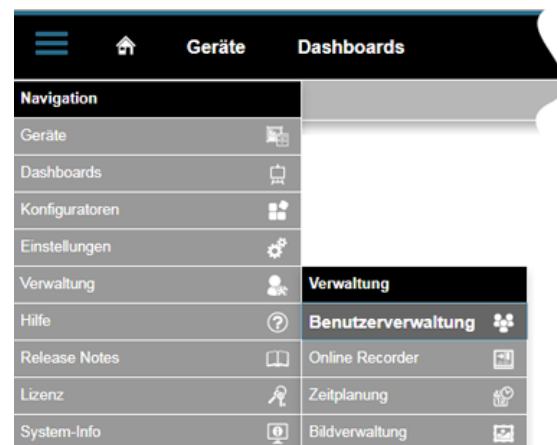 Geräte Dashboards
Navigation
Geräte
Dashboards
Konfiguratoren
Einstellungen
Verwaltung
Hilfe
Release Notes
Lizenz
System-Info
Verwaltung
Benutzerverwaltung
Online Recorder
Zeitplanung
Bildverwaltung